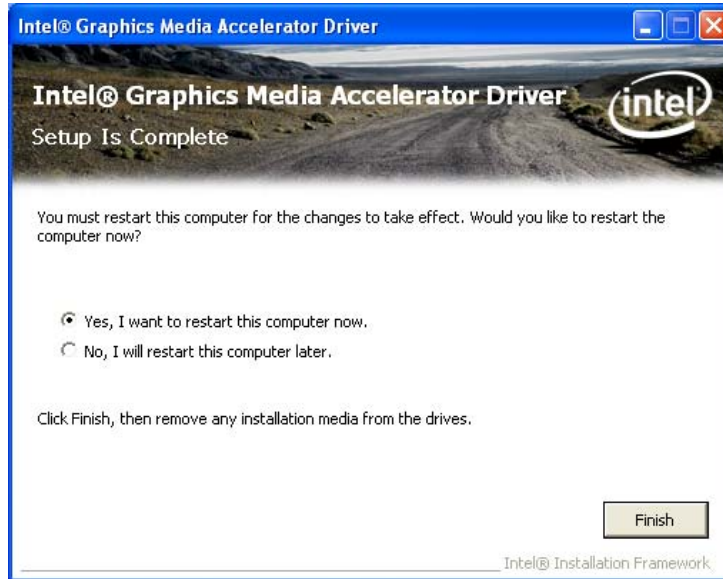 Intel® Graphics Media Accelerator Driver
Intel® Graphics Media Accelerator Driver
intel
Setup Is Complete
You must restart this computer for the changes to take effect. Would you like to restart the
computer now?
Yes, I want to restart this computer now.
No, I will restart this computer later.
Click Finish, then remove any installation media from the drives.
Finish
Intel® Installation Framework